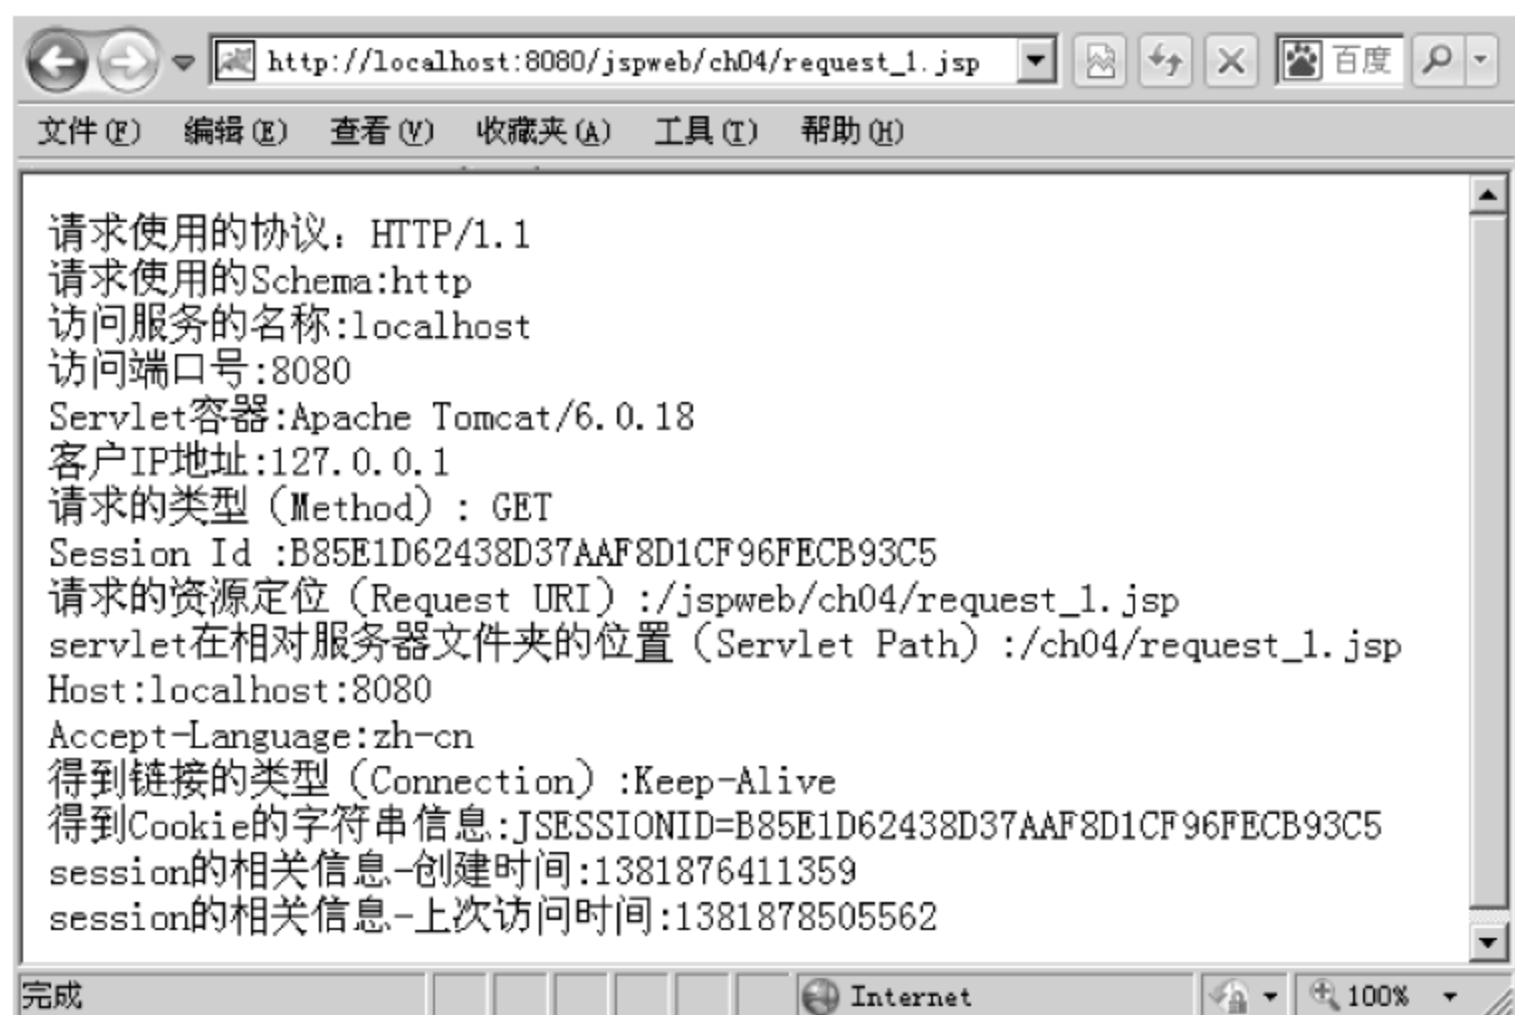 http://localhost:8080/jspweb/ch04/request_1.jsp 百度
文件(F) 编辑(E) 查看(V) 收藏夹(A) 工具(T) 帮助(H)
请求使用的协议：HTTP/1.1
请求使用的Schema:http
访问服务的名称:localhost
访问端口号:8080
Servlet容器:Apache Tomcat/6.0.18
客户IP地址:127.0.0.1
请求的类型（Method）: GET
Session Id :B85E1D62438D37AAF8D1CF96FECB93C5
请求的资源定位（Request URI）:/jspweb/ch04/request_1.jsp
servlet在相对服务器文件夹的位置（Servlet Path）:/ch04/request_1.jsp
Host:localhost:8080
Accept-Language:zh-cn
得到链接的类型（Connection）:Keep-Alive
得到Cookie的字符串信息:JSESSIONID=B85E1D62438D37AAF8D1CF96FECB93C5
session的相关信息-创建时间:1381876411359
session的相关信息-上次访问时间:1381878505562
完成 Internet 100%